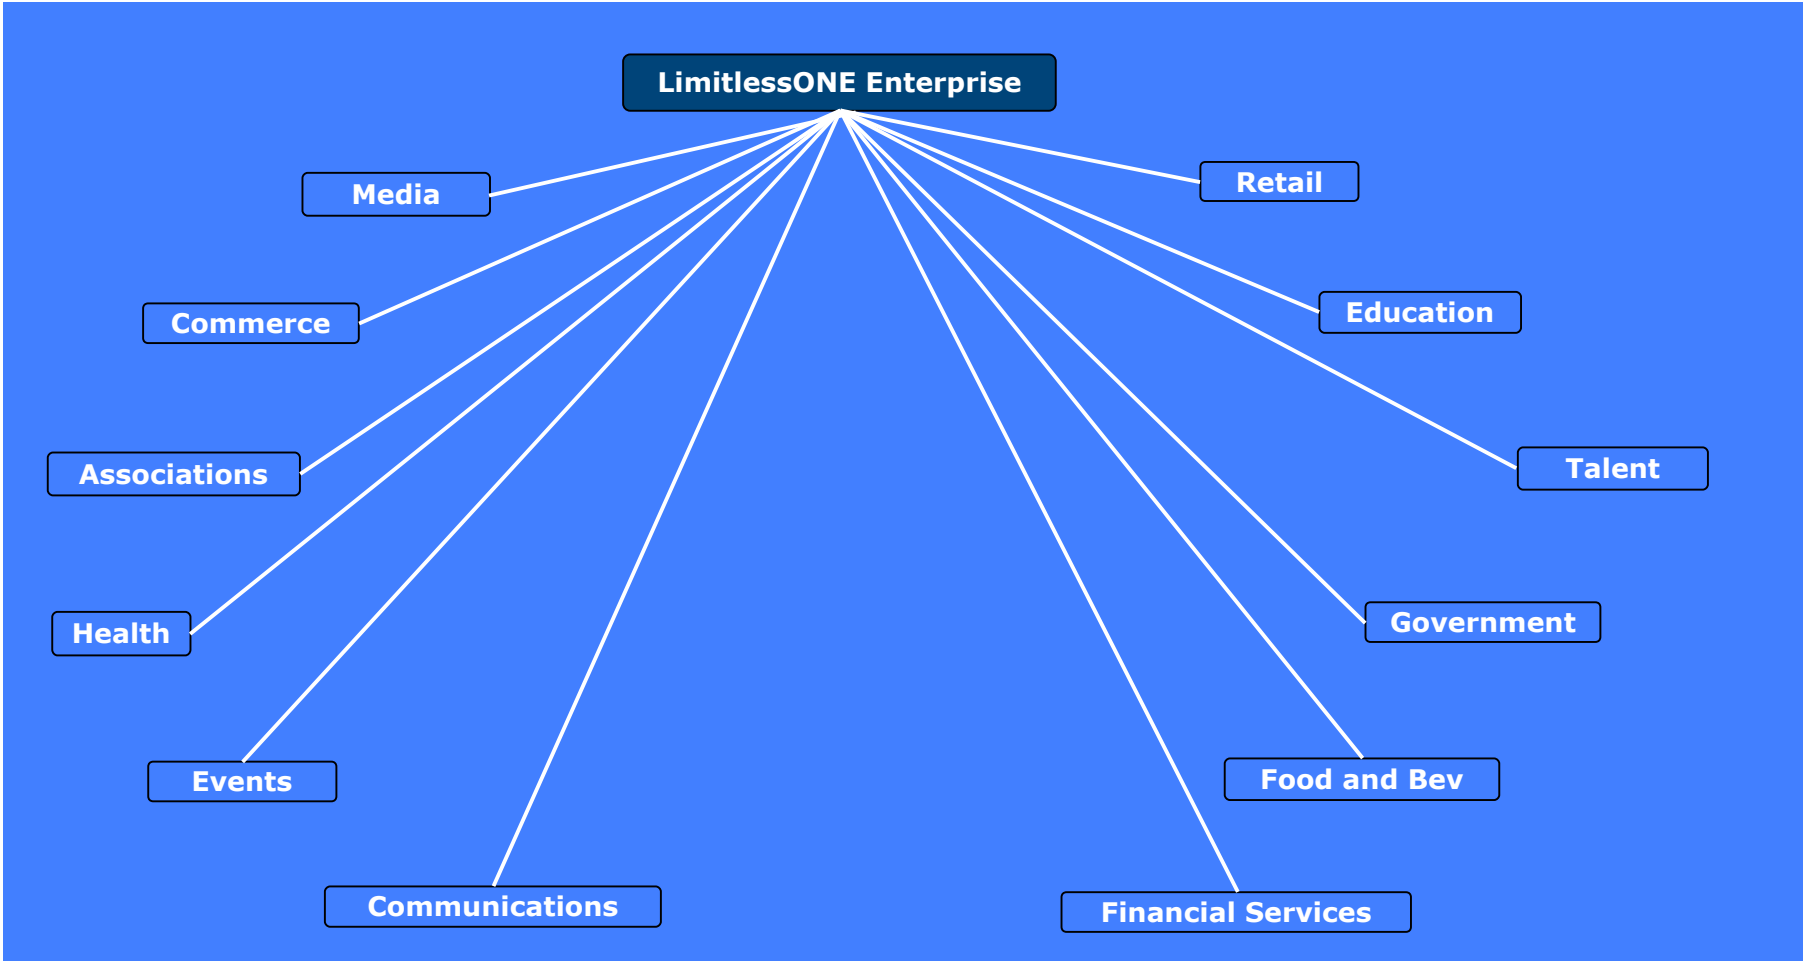 LimitlessONE Enterprise
Media
Retail
Commerce
Education
Associations
Talent
Health
Government
Events
Food and Bev
Communications
Financial Services